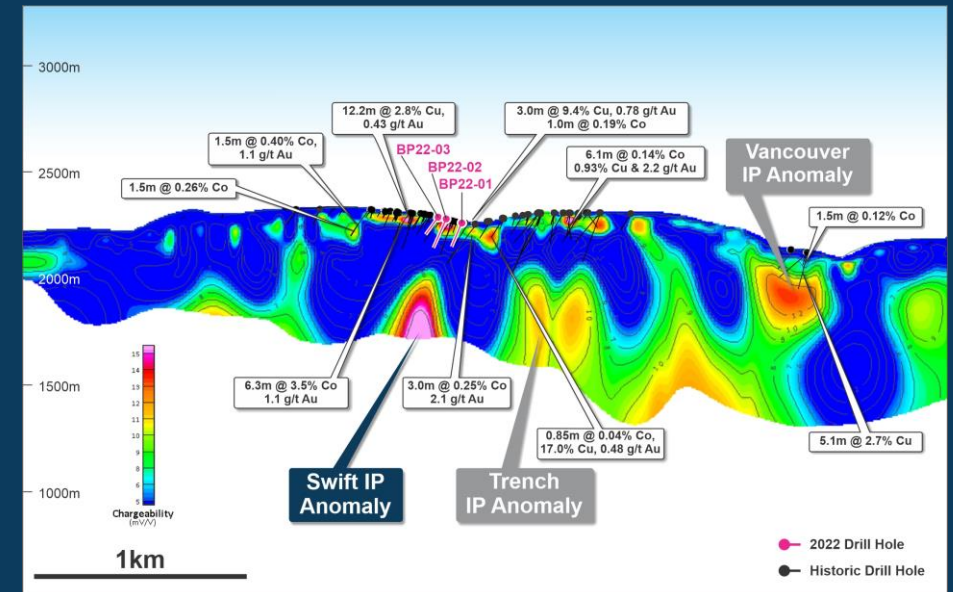 3000m
2500m
2000m
1500m
1000m
12.2m @ 2.8% Cu,
0.43 g/t Au
3.0m @ 9.4% Cu, 0.78 g/t Au
1.0m @ 0.19% Co
1.5m @ 0.40% Co,
1.1 g/t Au
BP22-03
BP22-02
BP22-01
6.1m @ 0.14% Co
0.93% Cu & 2.2 g/t Au
Vancouver
IP Anomaly
1.5m @ 0.26% Co
1.5m @ 0.12% Co
6.3m @ 3.5% Co
1.1 g/t Au
3.0m @ 0.25% Co
2.1 g/t Au
0.85m @ 0.04% Co,
17.0% Cu, 0.48 g/t Au
5.1m @ 2.7% Cu
Swift IP
Anomaly
Trench
IP Anomaly
15
14
13
12
11
10
9
8
6
5
Chargeability
(mV/V)
1km
2022 Drill Hole
Historic Drill Hole